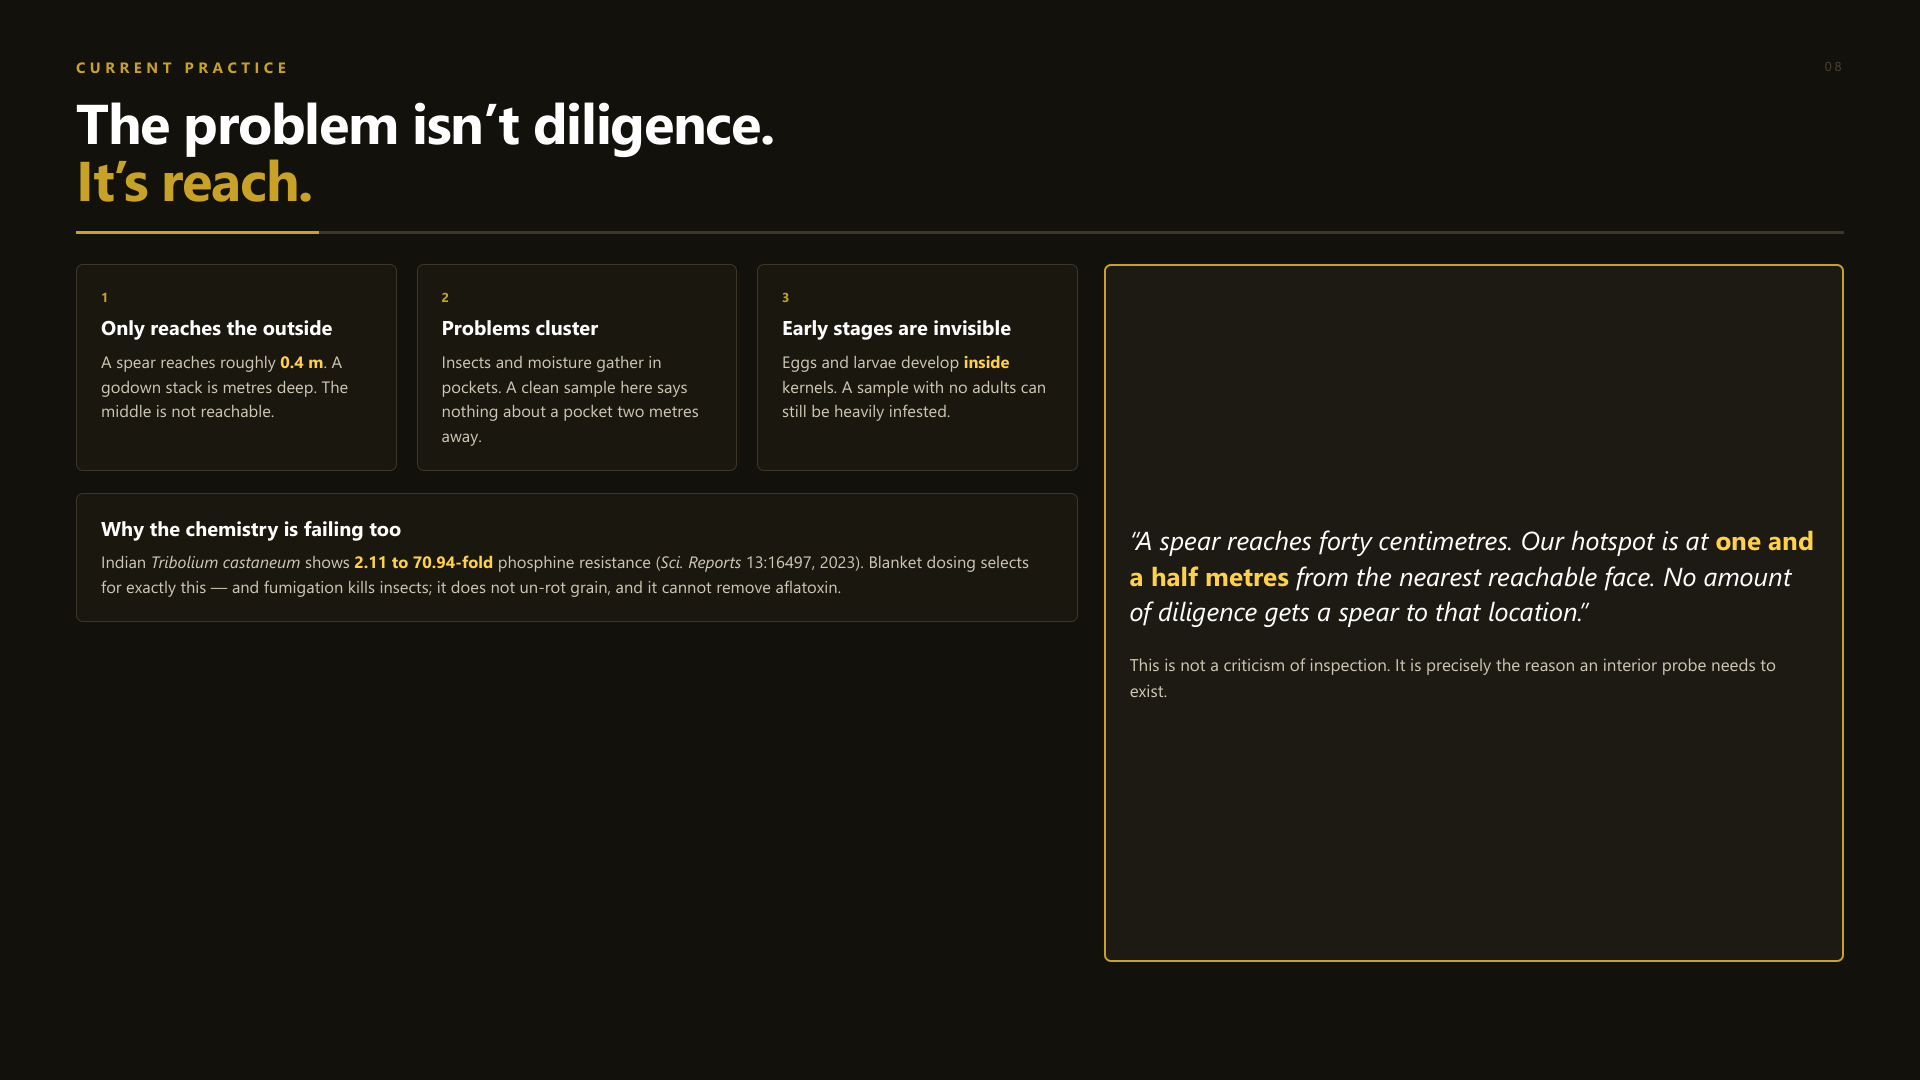 CURRENT PRACTICE
08
The problem isn’t diligence.
It’s reach.
1
Only reaches the outside
A spear reaches roughly 0.4 m. A
godown stack is metres deep. The
middle is not reachable.
2
Problems cluster
Insects and moisture gather in
pockets. A clean sample here says
nothing about a pocket two metres
away.
3
Early stages are invisible
Eggs and larvae develop inside
kernels. A sample with no adults can
still be heavily infested.
Why the chemistry is failing too
Indian Tribolium castaneum shows 2.11 to 70.94-fold phosphine resistance (Sci. Reports 13:16497, 2023). Blanket dosing selects
for exactly this — and fumigation kills insects; it does not un-rot grain, and it cannot remove aflatoxin.
“A spear reaches forty centimetres. Our hotspot is at one and
a half metres from the nearest reachable face. No amount
of diligence gets a spear to that location.”
This is not a criticism of inspection. It is precisely the reason an interior probe needs to
exist.